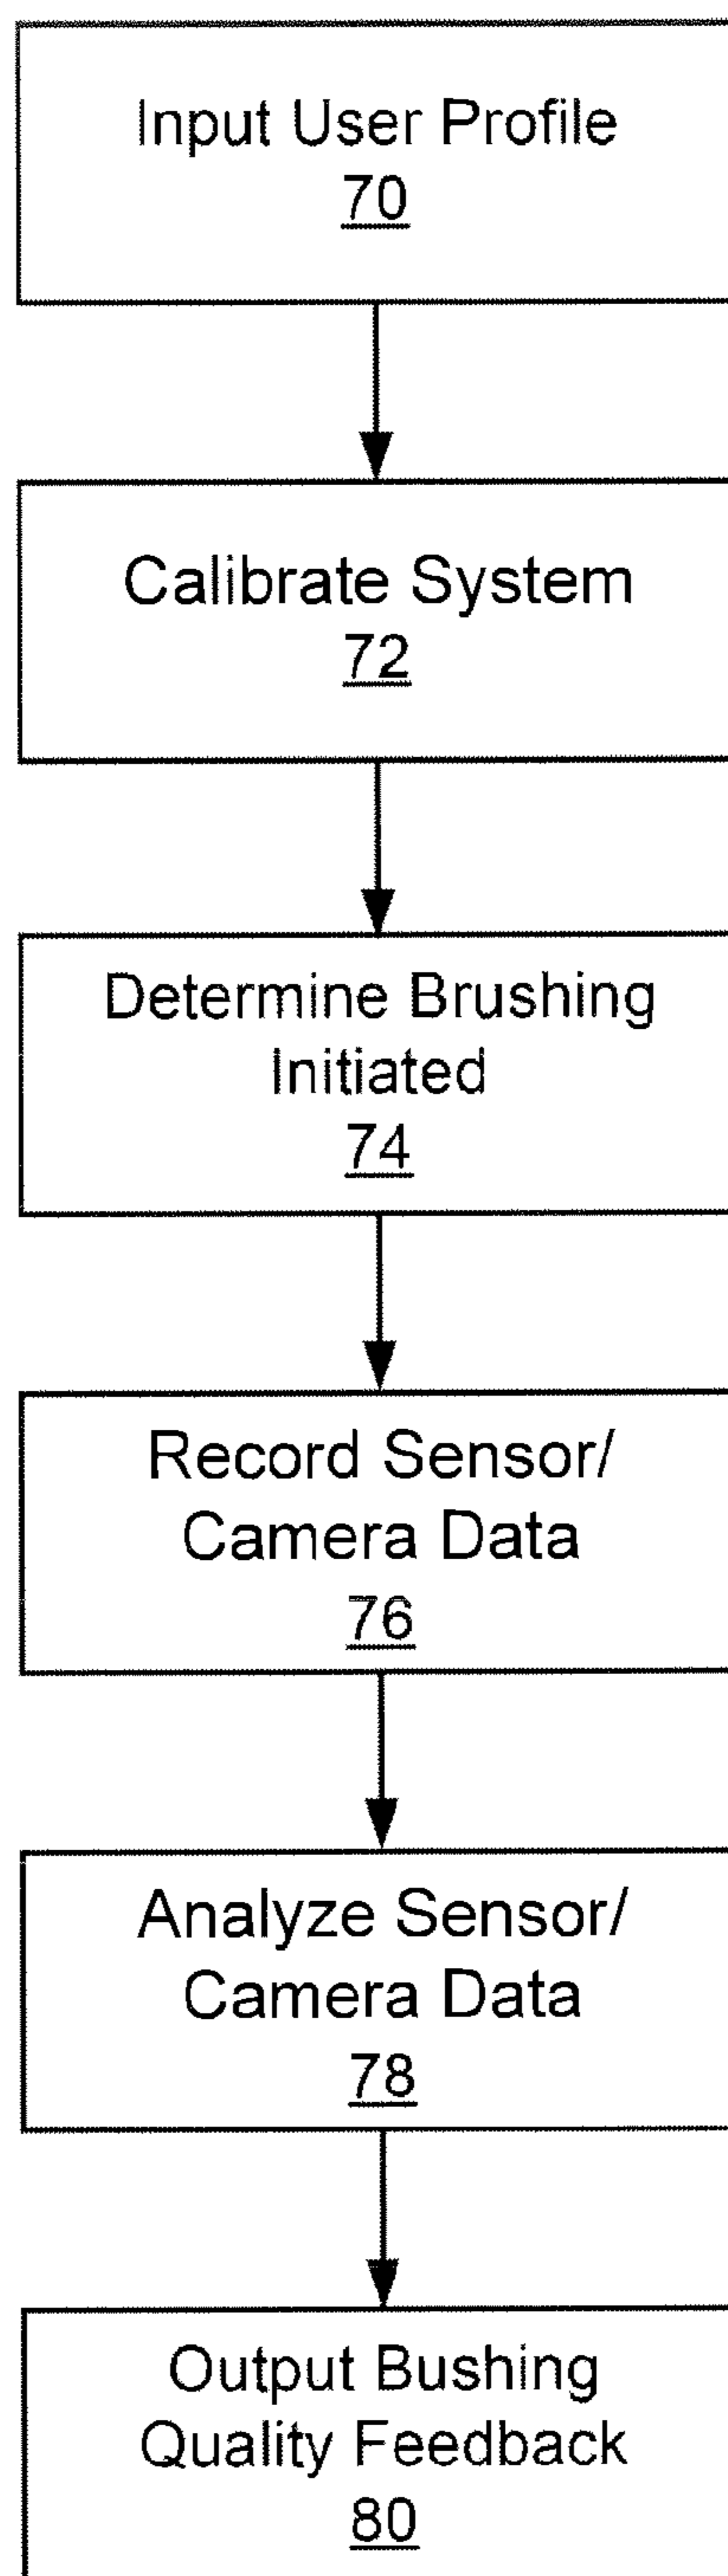 Input User Profile
70
Calibrate System
72
Determine Brushing
Initiated
74
Record Sensor/
Camera Data
76
Analyze Sensor/
Camera Data
78
Output Bushing
Quality Feedback
80